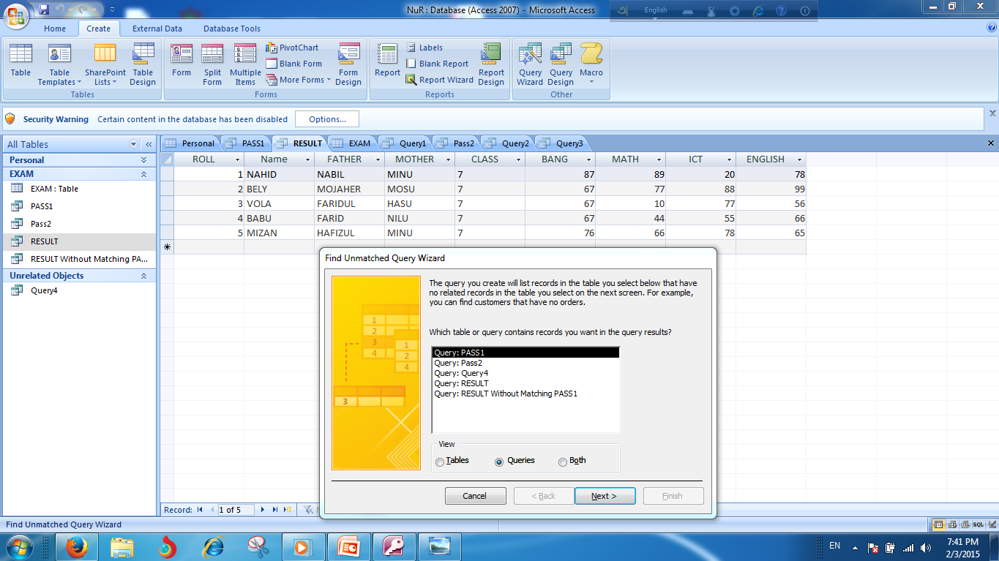 NuR : Database (Access 2007) - Microsoft Access
English
Home Create External Data Database Tools
Table
Table Templates
SharePoint Lists
Table Design
Tables
Form
Split Form
Multiple Items
PivotChart
Blank Form
More Forms
Form Design
Forms
Report
Labels
Blank Report
Report Wizard
Report Design
Reports
Query Wizard
Query Design
Macro
Other
Security Warning Certain content in the database has been disabled Options...
All Tables
Personal
EXAM
EXAM : Table
PASS1
Pass2
RESULT
RESULT Without Matching PA...
Unrelated Objects
Query4
Personal PASS1 RESULT EXAM Query1 Pass2 Query2 Query3
ROLL Name FATHER MOTHER CLASS BANG MATH ICT ENGLISH
1 NAHID NABIL MINU 7 87 89 20 78
2 BELY MOJAHER MOSU 7 67 77 88 99
3 VOLA FARIDUL HASU 7 67 10 77 56
4 BABU FARID NILU 7 67 44 55 66
5 MIZAN HAFIZUL MINU 7 76 66 78 65
Find Unmatched Query Wizard
1
2
3
4
1
2
4
3
The query you create will list records in the table you select below that have
no related records in the table you select on the next screen. For example,
you can find customers that have no orders.
Which table or query contains records you want in the query results?
Query: PASS1
Query: Pass2
Query: Query4
Query: RESULT
Query: RESULT Without Matching PASS1
View
Tables Queries Both
Cancel < Back Next > Finish
Record: 1 of 5
Find Unmatched Query Wizard
SQL
EN
7:41 PM
2/3/2015